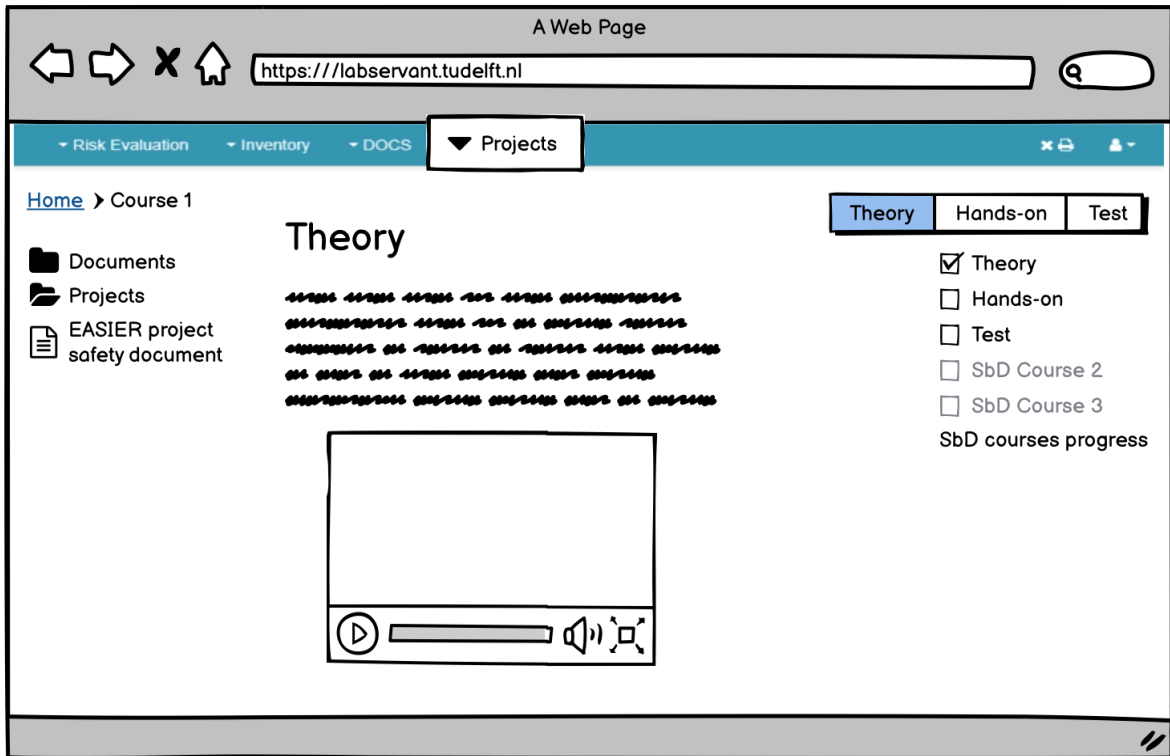 A Web Page
https:///labservant.tudelft.nl
Risk Evaluation Inventory DOCS Projects
Home Course 1
Theory Hands-on Test
Theory
Documents
Projects
EASIER project
safety document
Theory
Hands-on
Test
SbD Course 2
SbD Course 3
SbD courses progress